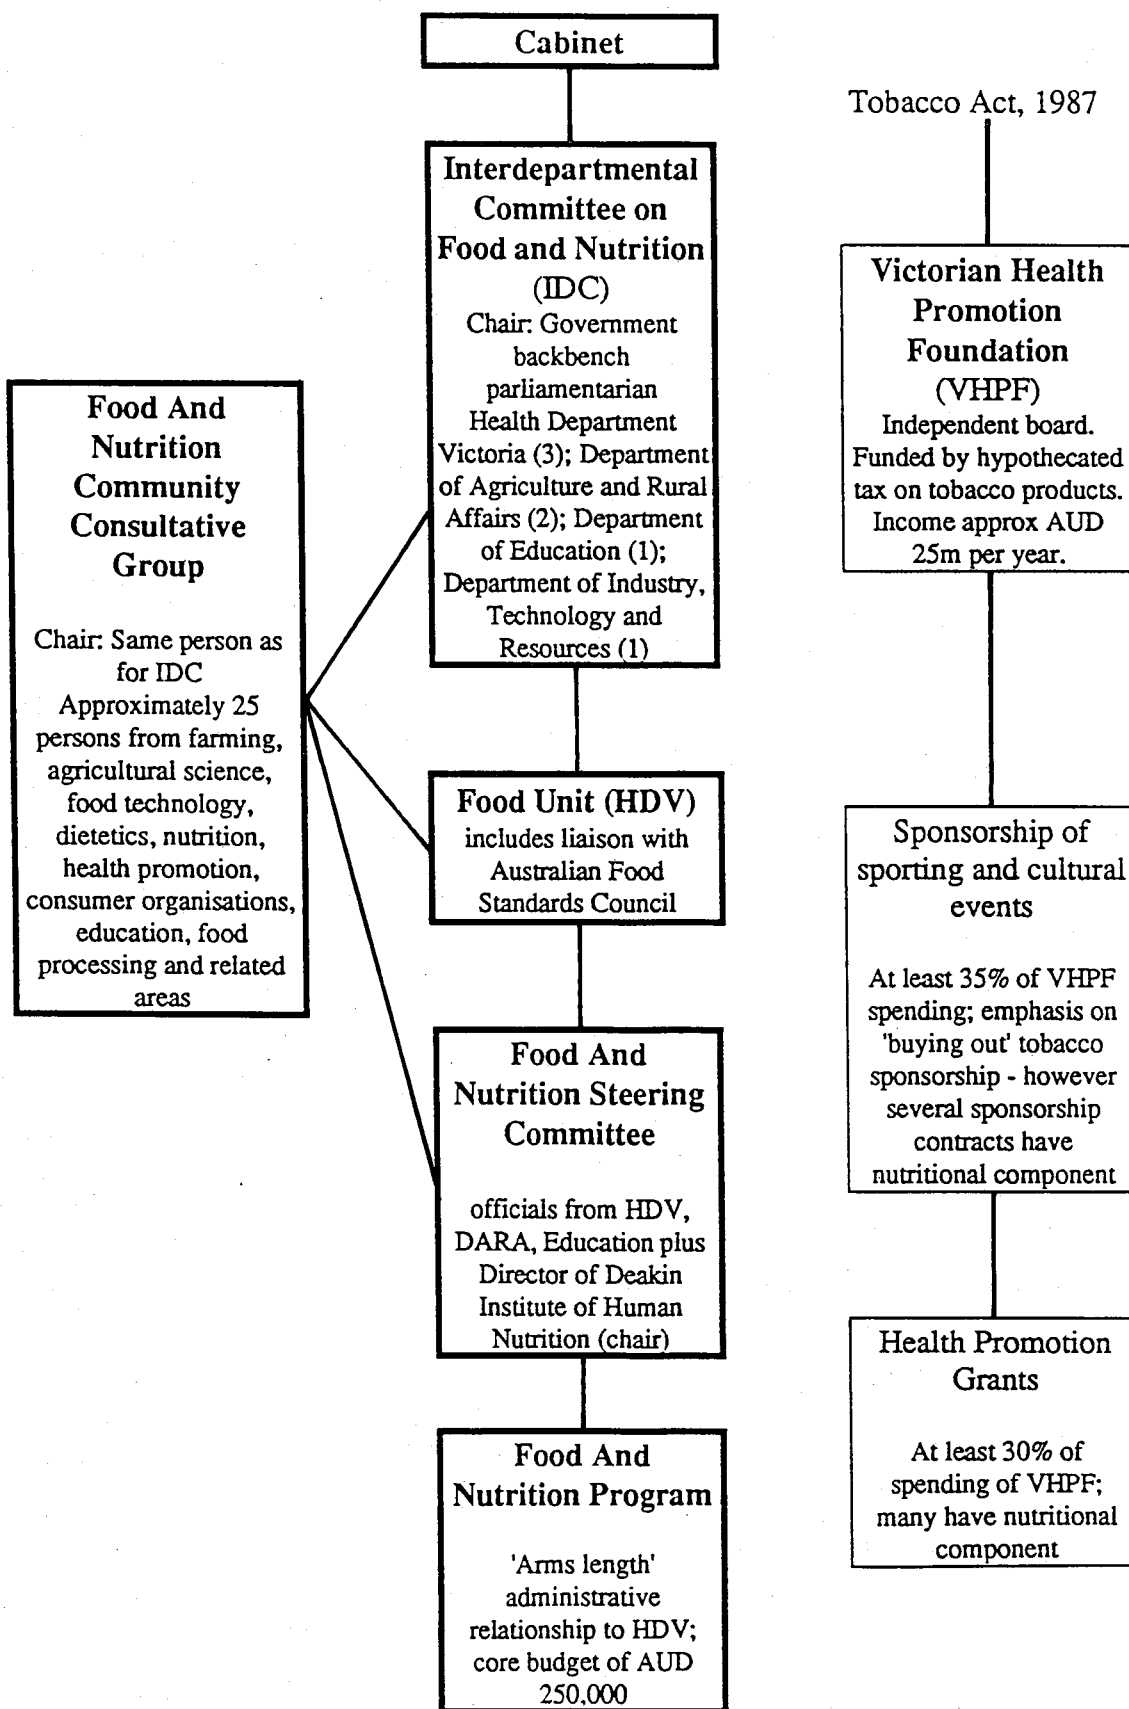 Cabinet
Interdepartmental
Committee on
Food and Nutrition
(IDC)
Chair: Government
backbench
parliamentarian
Health Department
Victoria (3); Department
of Agriculture and Rural
Affairs (2); Department
of Education (1);
Department of Industry,
Technology and
Resources (1)
Food And
Nutrition
Community
Consultative
Group
Chair: Same person as
for IDC
Approximately 25
persons from farming,
agricultural science,
food technology,
dietetics, nutrition,
health promotion,
consumer organisations,
education, food
processing and related
areas
Food Unit (HDV)
includes liaison with
Australian Food
Standards Council
Food And
Nutrition Steering
Committee
officials from HDV,
DARA, Education plus
Director of Deakin
Institute of Human
Nutrition (chair)
Food And
Nutrition Program
'Arms length'
administrative
relationship to HDV;
core budget of AUD
250,000
Tobacco Act, 1987
Victorian Health
Promotion
Foundation
(VHPF)
Independent board.
Funded by hypothecated
tax on tobacco products.
Income approx AUD
25m per year.
Sponsorship of
sporting and cultural
events
At least 35% of VHPF
spending; emphasis on
'buying out' tobacco
sponsorship - however
several sponsorship
contracts have
nutritional component
Health Promotion
Grants
At least 30% of
spending of VHPF;
many have nutritional
component